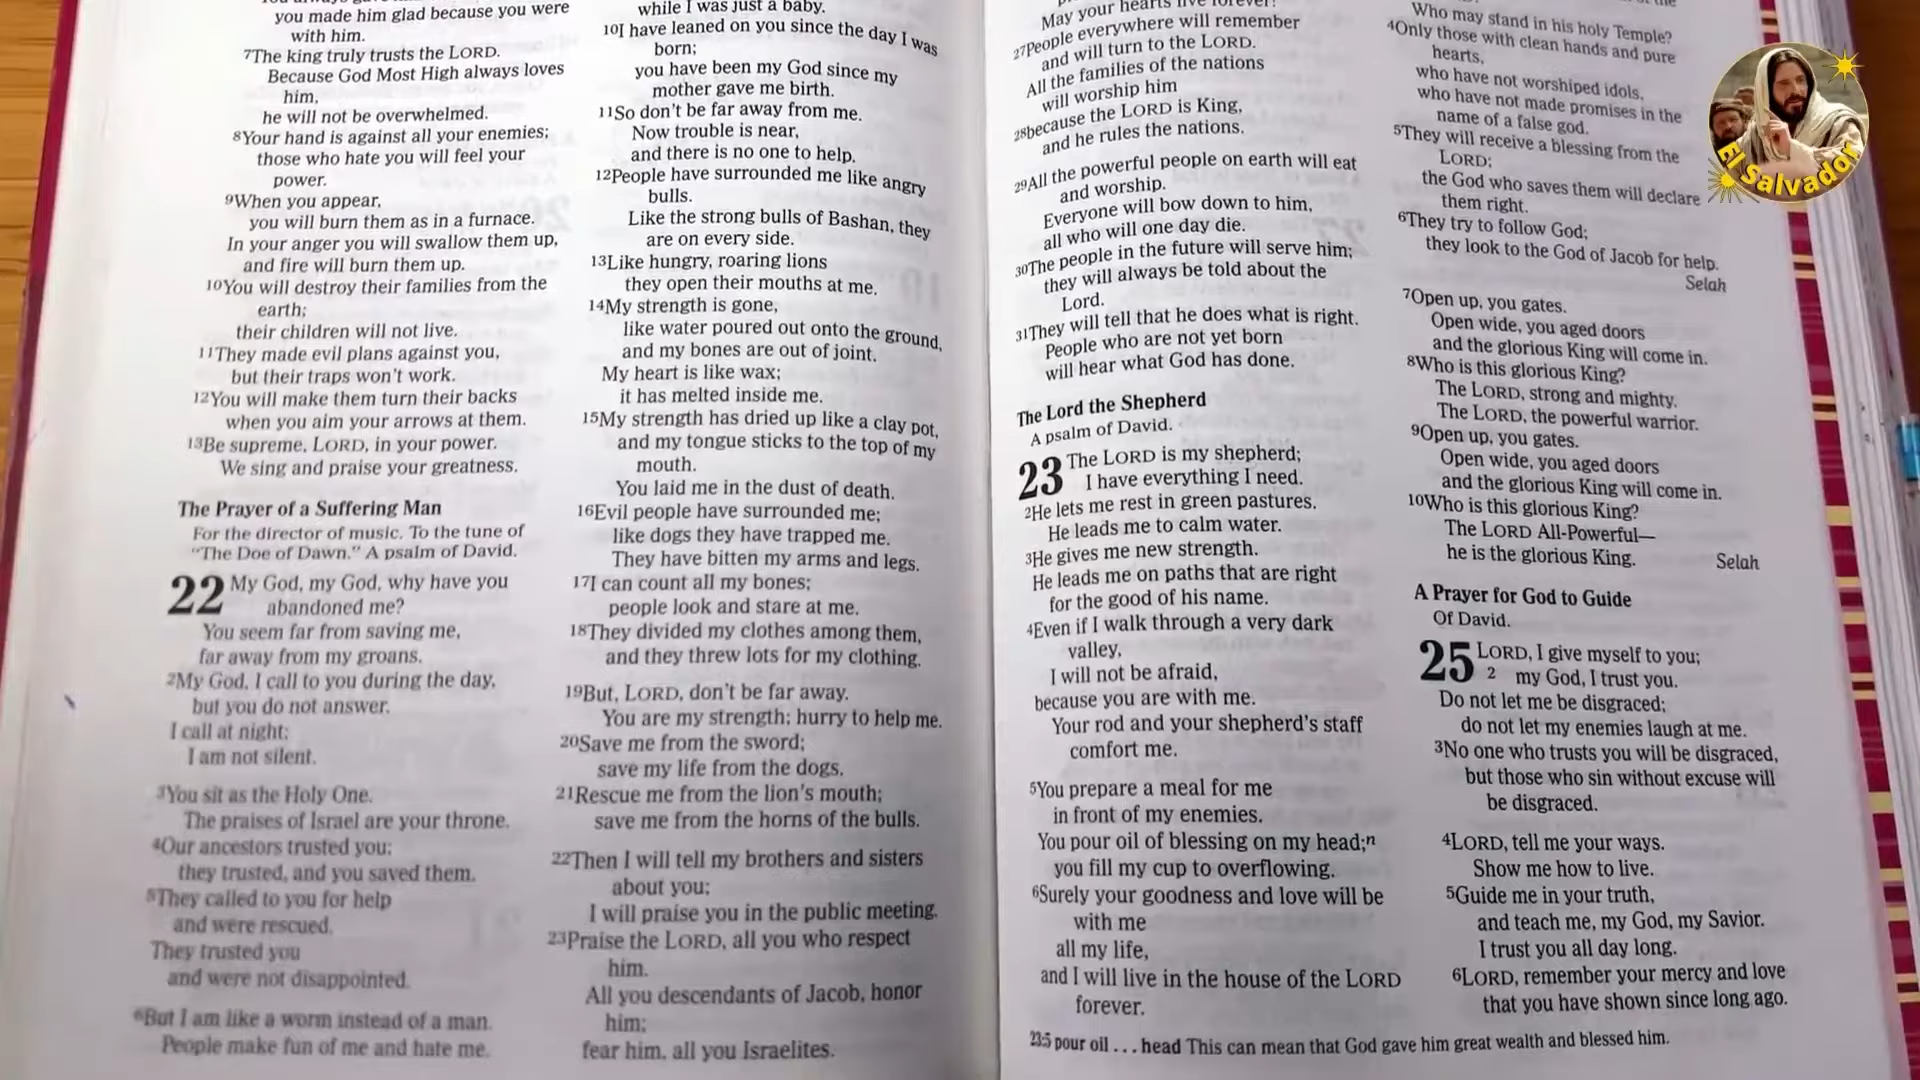 you made him glad because you were
with him.
7The king truly trusts the LORD.
Because God Most High always loves
him,
he will not be overwhelmed.
8Your hand is against all your enemies;
those who hate you will feel your
power.
9When you appear,
you will burn them as in a furnace.
In your anger you will swallow them up,
and fire will burn them up.
10You will destroy their families from the
earth;
their children will not live.
11They made evil plans against you,
but their traps won't work.
12You will make them turn their backs
when you aim your arrows at them.
13Be supreme, LORD, in your power.
We sing and praise your greatness.
The Prayer of a Suffering Man
For the director of music. To the tune of
"The Doe of Dawn." A psalm of David.
22 My God, my God, why have you
abandoned me?
You seem far from saving me,
far away from my groans.
2My God, I call to you during the day,
but you do not answer.
I call at night;
I am not silent.
3You sit as the Holy One.
The praises of Israel are your throne.
4Our ancestors trusted you;
they trusted, and you saved them.
5They called to you for help
and were rescued.
They trusted you
and were not disappointed.
6But I am like a worm instead of a man.
People make fun of me and hate me.
while I was just a baby.
10I have leaned on you since the day I was
born;
you have been my God since my
mother gave me birth.
11So don't be far away from me.
Now trouble is near,
and there is no one to help.
12People have surrounded me like angry
bulls.
Like the strong bulls of Bashan, they
are on every side.
13Like hungry, roaring lions
they open their mouths at me.
14My strength is gone,
like water poured out onto the ground,
and my bones are out of joint.
My heart is like wax;
it has melted inside me.
15My strength has dried up like a clay pot,
and my tongue sticks to the top of my
mouth.
You laid me in the dust of death.
16Evil people have surrounded me;
like dogs they have trapped me.
They have bitten my arms and legs.
17I can count all my bones;
people look and stare at me.
18They divided my clothes among them,
and they threw lots for my clothing.
19But, LORD, don't be far away.
You are my strength; hurry to help me.
20Save me from the sword;
save my life from the dogs.
21Rescue me from the lion's mouth;
save me from the horns of the bulls.
22Then I will tell my brothers and sisters
about you;
I will praise you in the public meeting.
23Praise the LORD, all you who respect
him.
All you descendants of Jacob, honor
him;
fear him, all you Israelites.
May your hearts live forever!
27People everywhere will remember
and will turn to the LORD.
All the families of the nations
will worship him
28because the LORD is King,
and he rules the nations.
29All the powerful people on earth will eat
and worship.
Everyone will bow down to him,
all who will one day die.
30The people in the future will serve him;
they will always be told about the
Lord.
31They will tell that he does what is right.
People who are not yet born
will hear what God has done.
The Lord the Shepherd
A psalm of David.
23 The LORD is my shepherd;
I have everything I need.
2He lets me rest in green pastures.
He leads me to calm water.
3He gives me new strength.
He leads me on paths that are right
for the good of his name.
4Even if I walk through a very dark
valley,
I will not be afraid,
because you are with me.
Your rod and your shepherd's staff
comfort me.
5You prepare a meal for me
in front of my enemies.
You pour oil of blessing on my head;n
you fill my cup to overflowing.
6Surely your goodness and love will be
with me
all my life,
and I will live in the house of the LORD
forever.
Who may stand in his holy Temple?
4Only those with clean hands and pure
hearts,
who have not worshiped idols,
who have not made promises in the
name of a false god.
5They will receive a blessing from the
LORD;
the God who saves them will declare
them right.
6They try to follow God;
they look to the God of Jacob for help.
Selah
7Open up, you gates.
Open wide, you aged doors
and the glorious King will come in.
8Who is this glorious King?
The LORD, strong and mighty.
The LORD, the powerful warrior.
9Open up, you gates.
Open wide, you aged doors
and the glorious King will come in.
10Who is this glorious King?
The LORD All-Powerful—
he is the glorious King. Selah
A Prayer for God to Guide
Of David.
25 LORD, I give myself to you;
2 my God, I trust you.
Do not let me be disgraced;
do not let my enemies laugh at me.
3No one who trusts you will be disgraced,
but those who sin without excuse will
be disgraced.
4LORD, tell me your ways.
Show me how to live.
5Guide me in your truth,
and teach me, my God, my Savior.
I trust you all day long.
6LORD, remember your mercy and love
that you have shown since long ago.
23:5 pour oil . . . head This can mean that God gave him great wealth and blessed him.
El Salvador